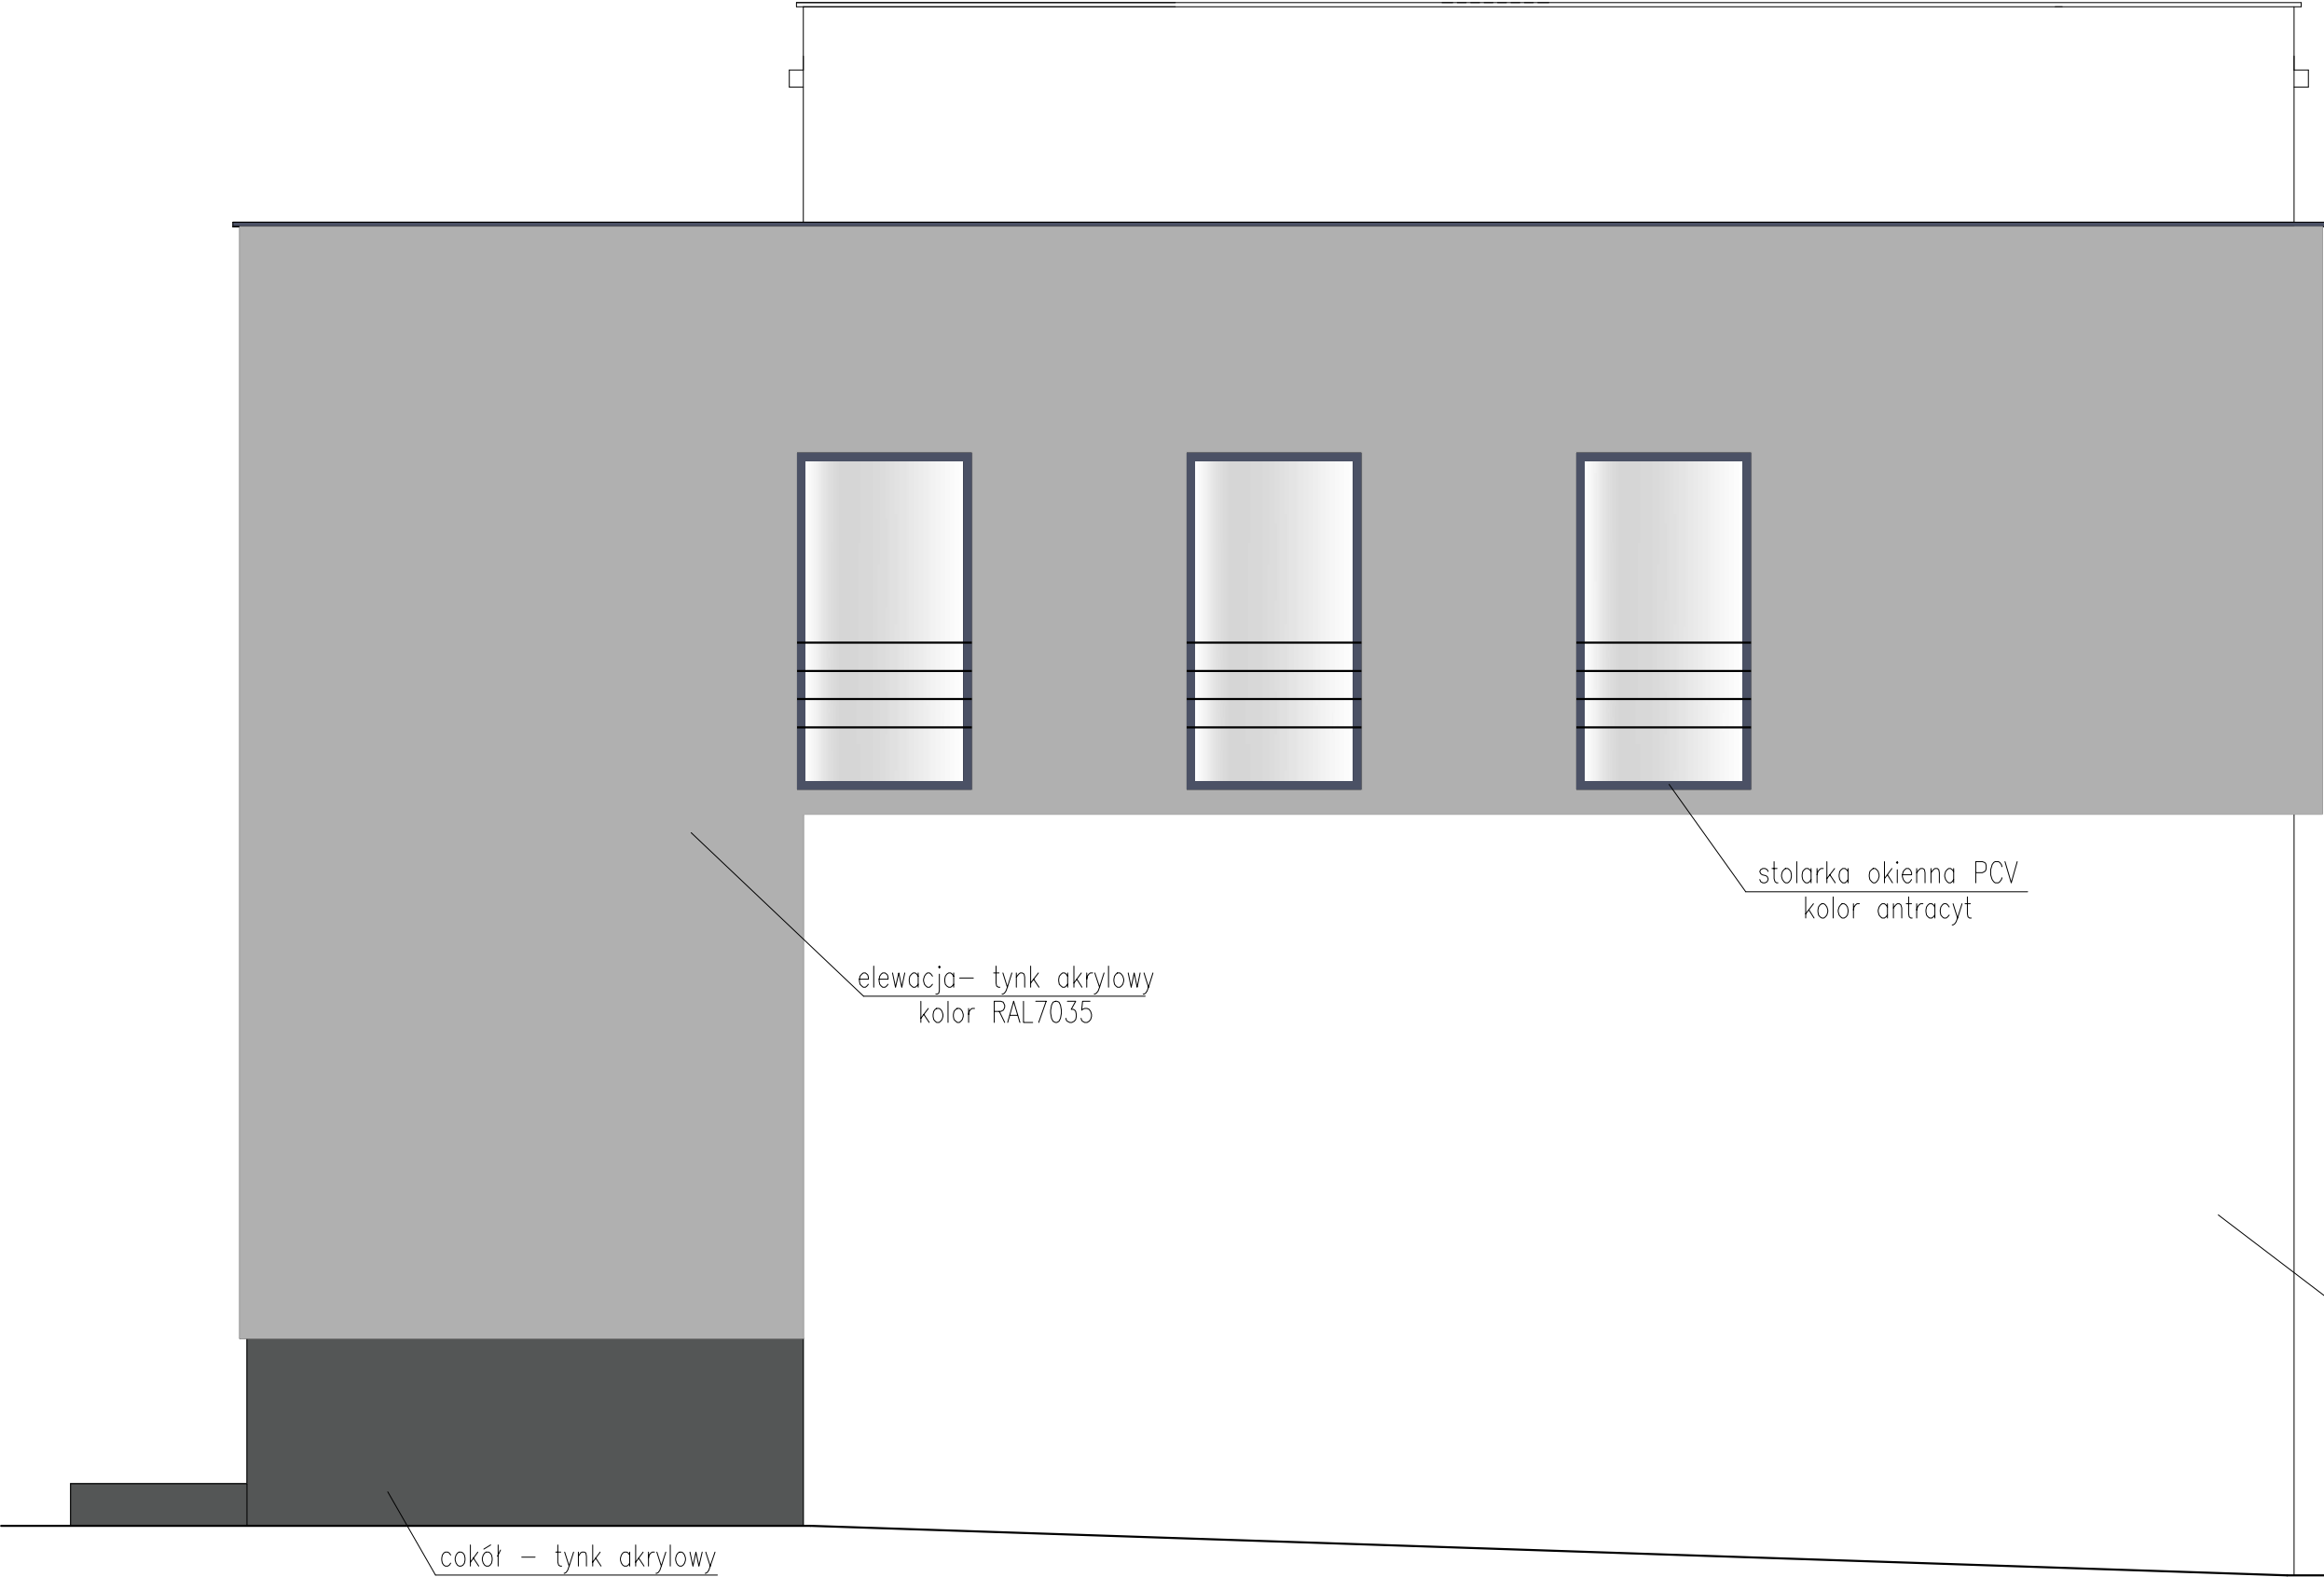 stolarka okienna PCV
kolor antracyt
elewacja- tynk akrylowy
kolor RAL7035
cokół - tynk akrylowy